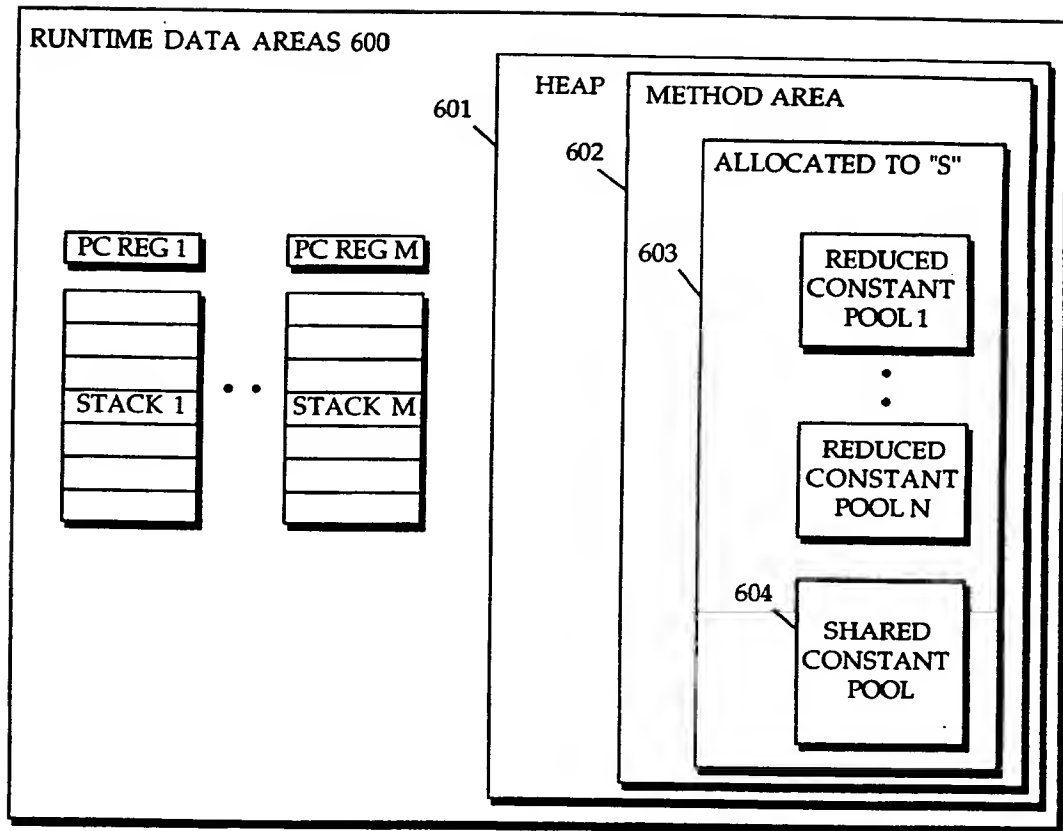 RUNTIME DATA AREAS 600
HEAP
METHOD AREA
601
602
ALLOCATED TO "S"
603
PC REG 1
PC REG M
REDUCED
CONSTANT
POOL 1
STACK 1
STACK M
REDUCED
CONSTANT
POOL N
604
SHARED
CONSTANT
POOL